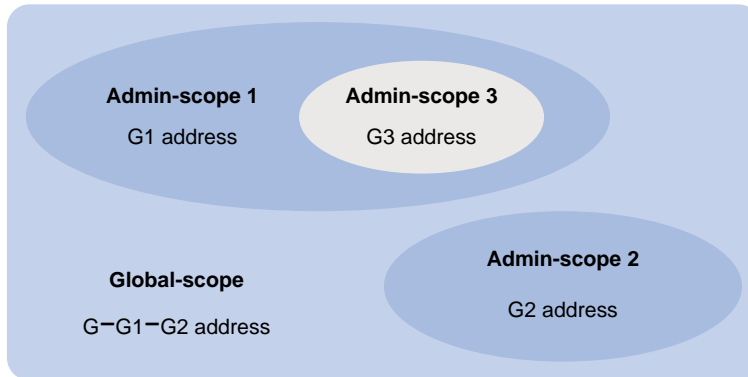 Admin-scope 1
G1 address
Admin-scope 3
G3 address
Global-scope
G−G1−G2 address
Admin-scope 2
G2 address